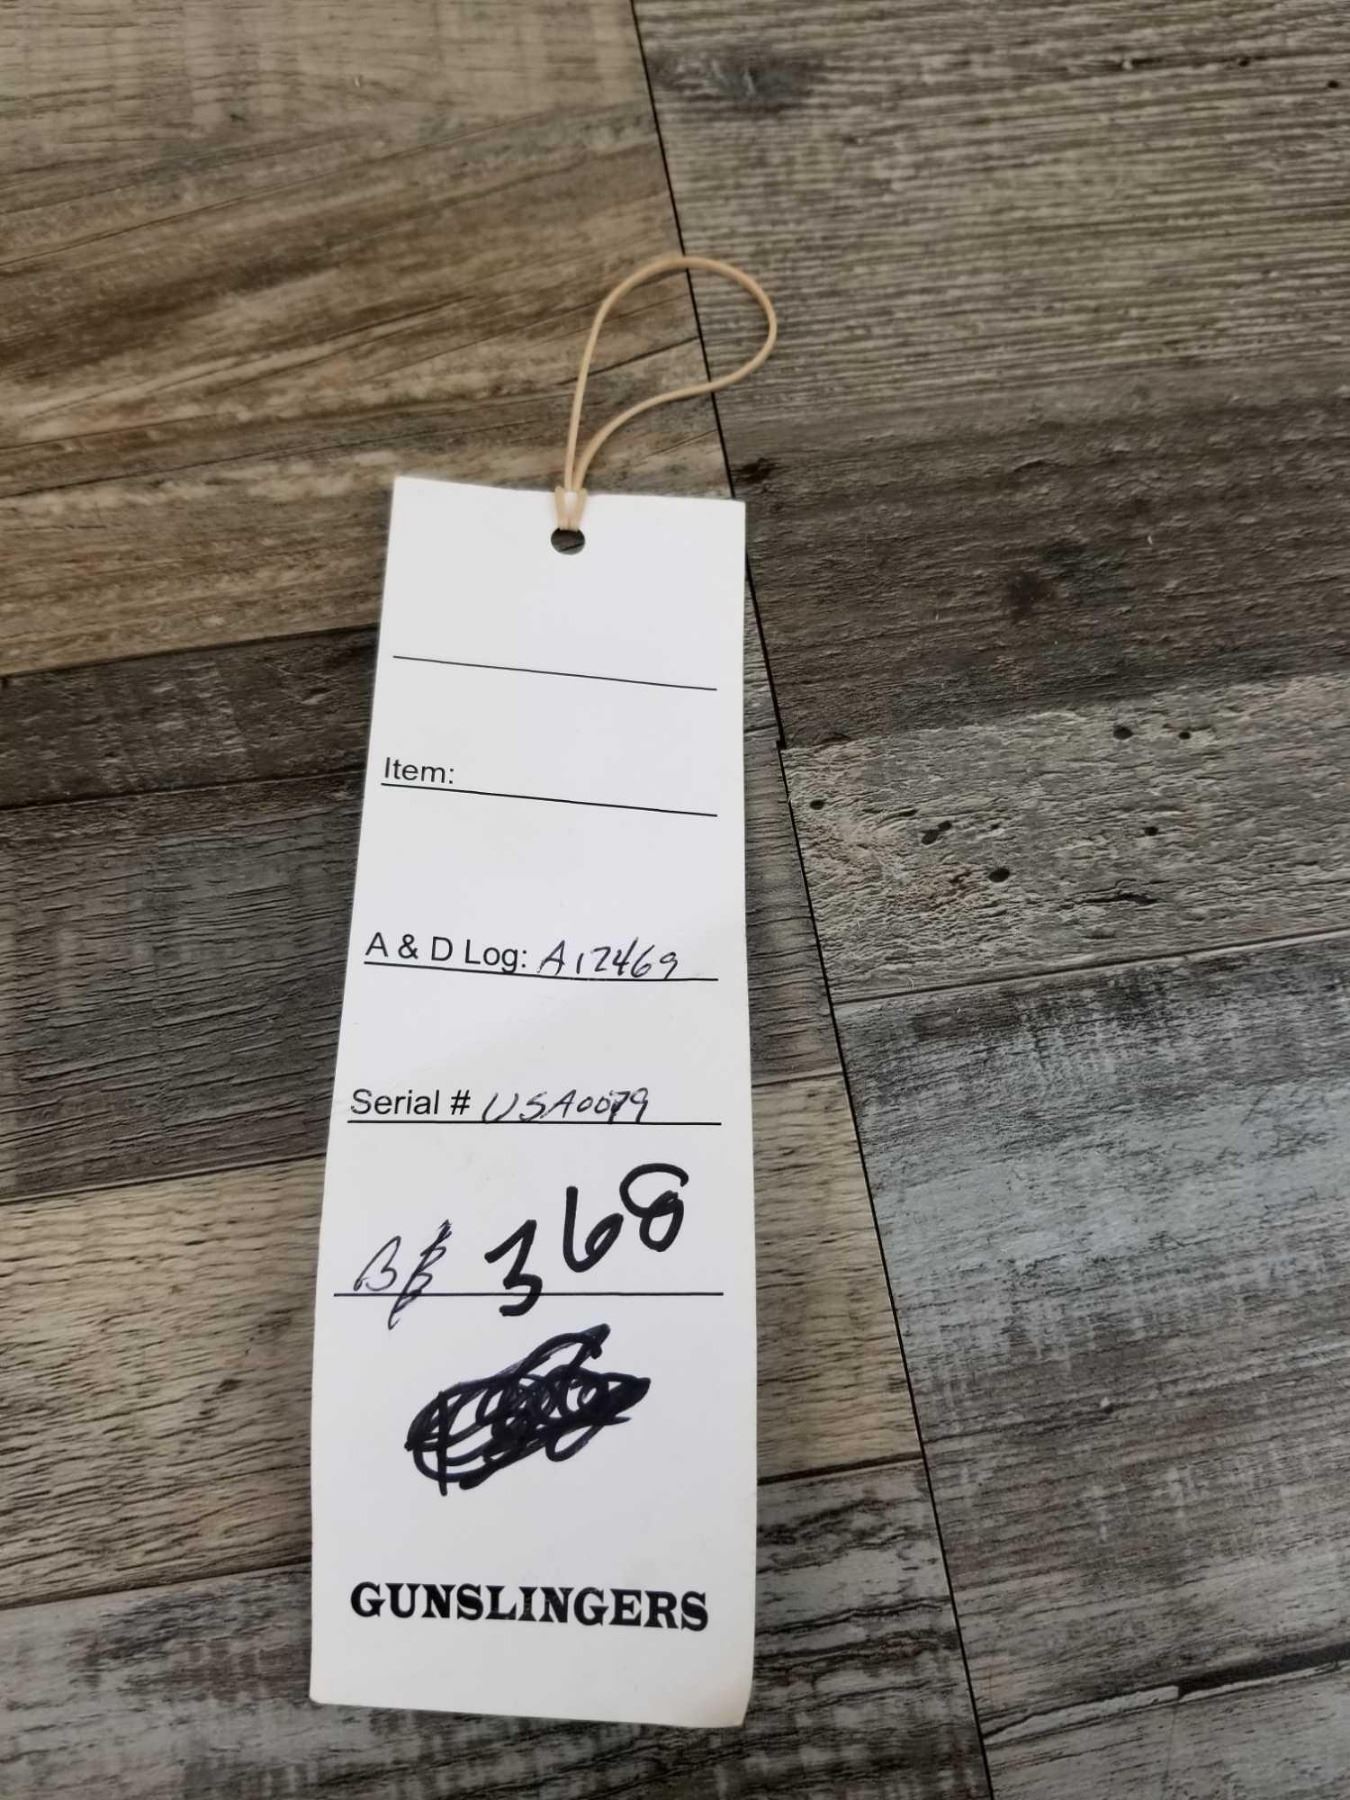 Item:
A & D Log: A12469
Serial # USA0079
368
GUNSLINGERS